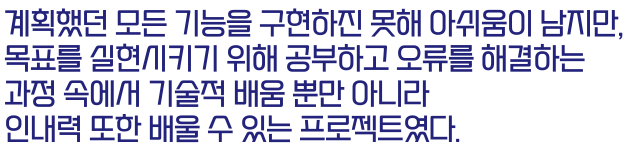 계획했던 모든 기능을 구현하진 못해 아쉬움이 남지만,
목표를 실현시키기 위해 공부하고 오류를 해결하는
과정 속에서 기술적 배움 뿐만 아니라
인내력 또한 배울 수 있는 프로젝트였다.